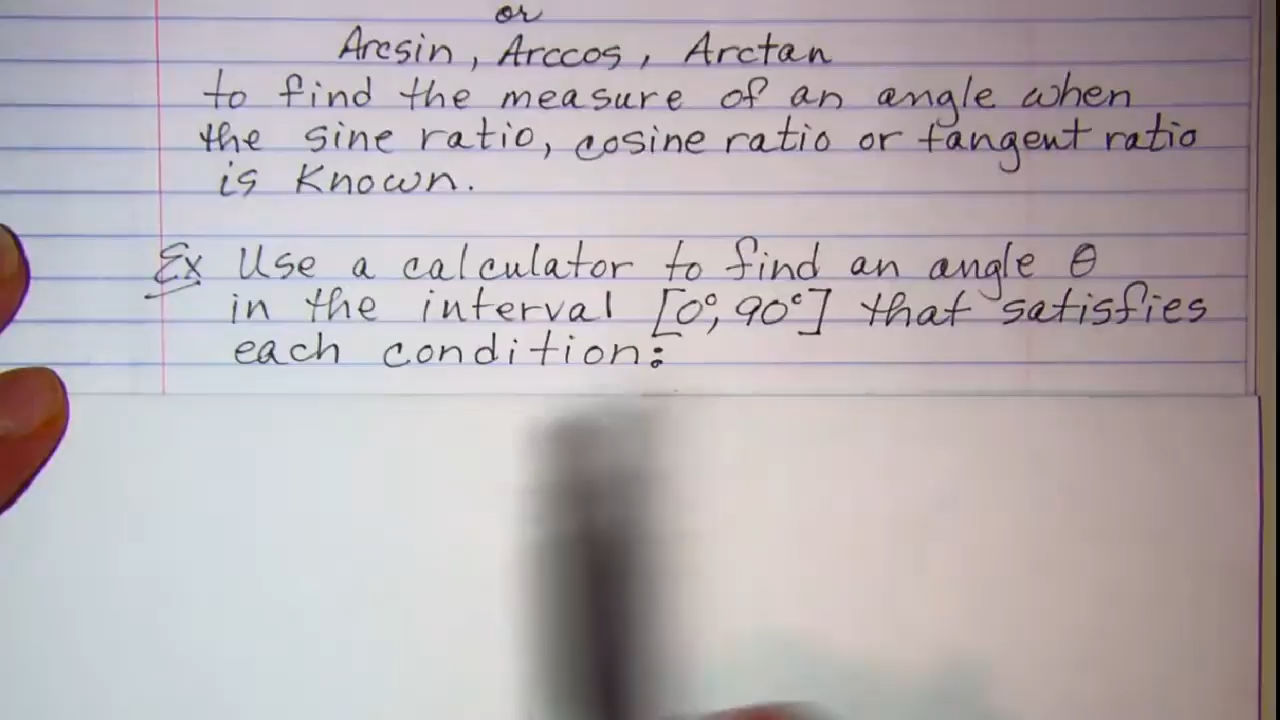 or
Arcsin, Arccos, Arctan
to find the measure of an angle when
the sine ratio, cosine ratio or tangent ratio
is known.
Ex Use a calculator to find an angle θ
in the interval [0°, 90°] that satisfies
each condition: